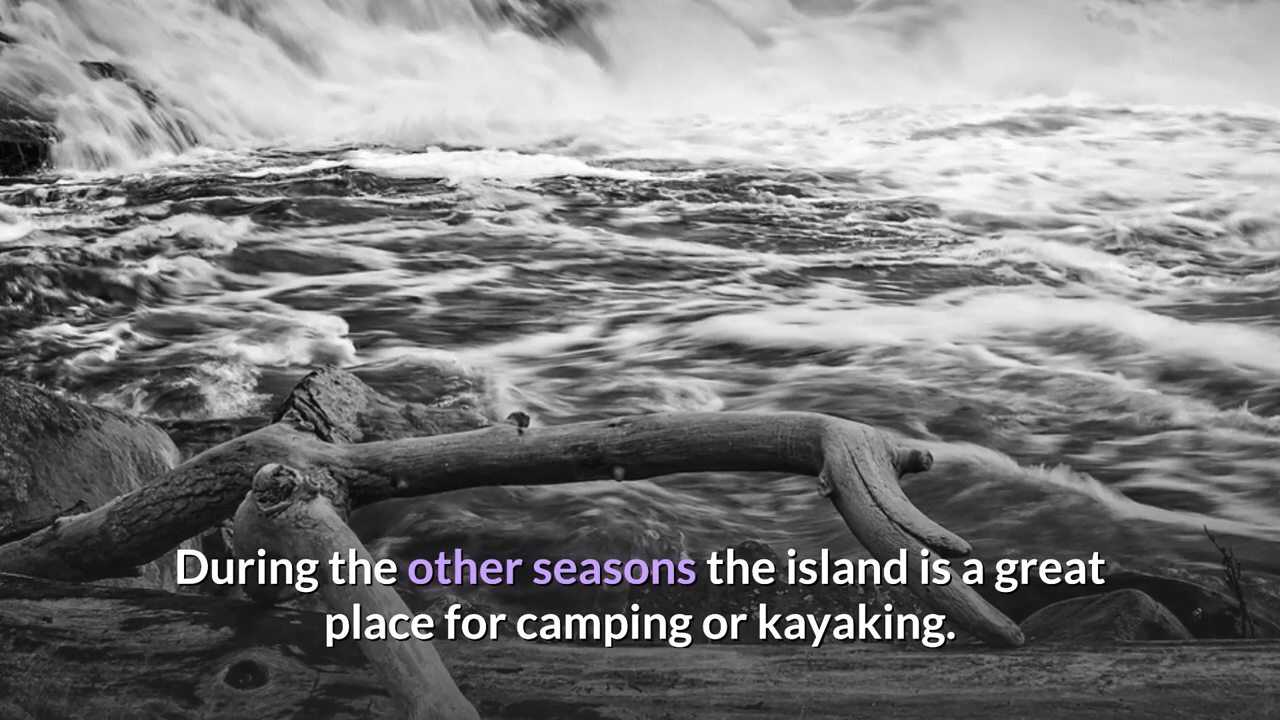 During the other seasons the island is a great
place for camping or kayaking.